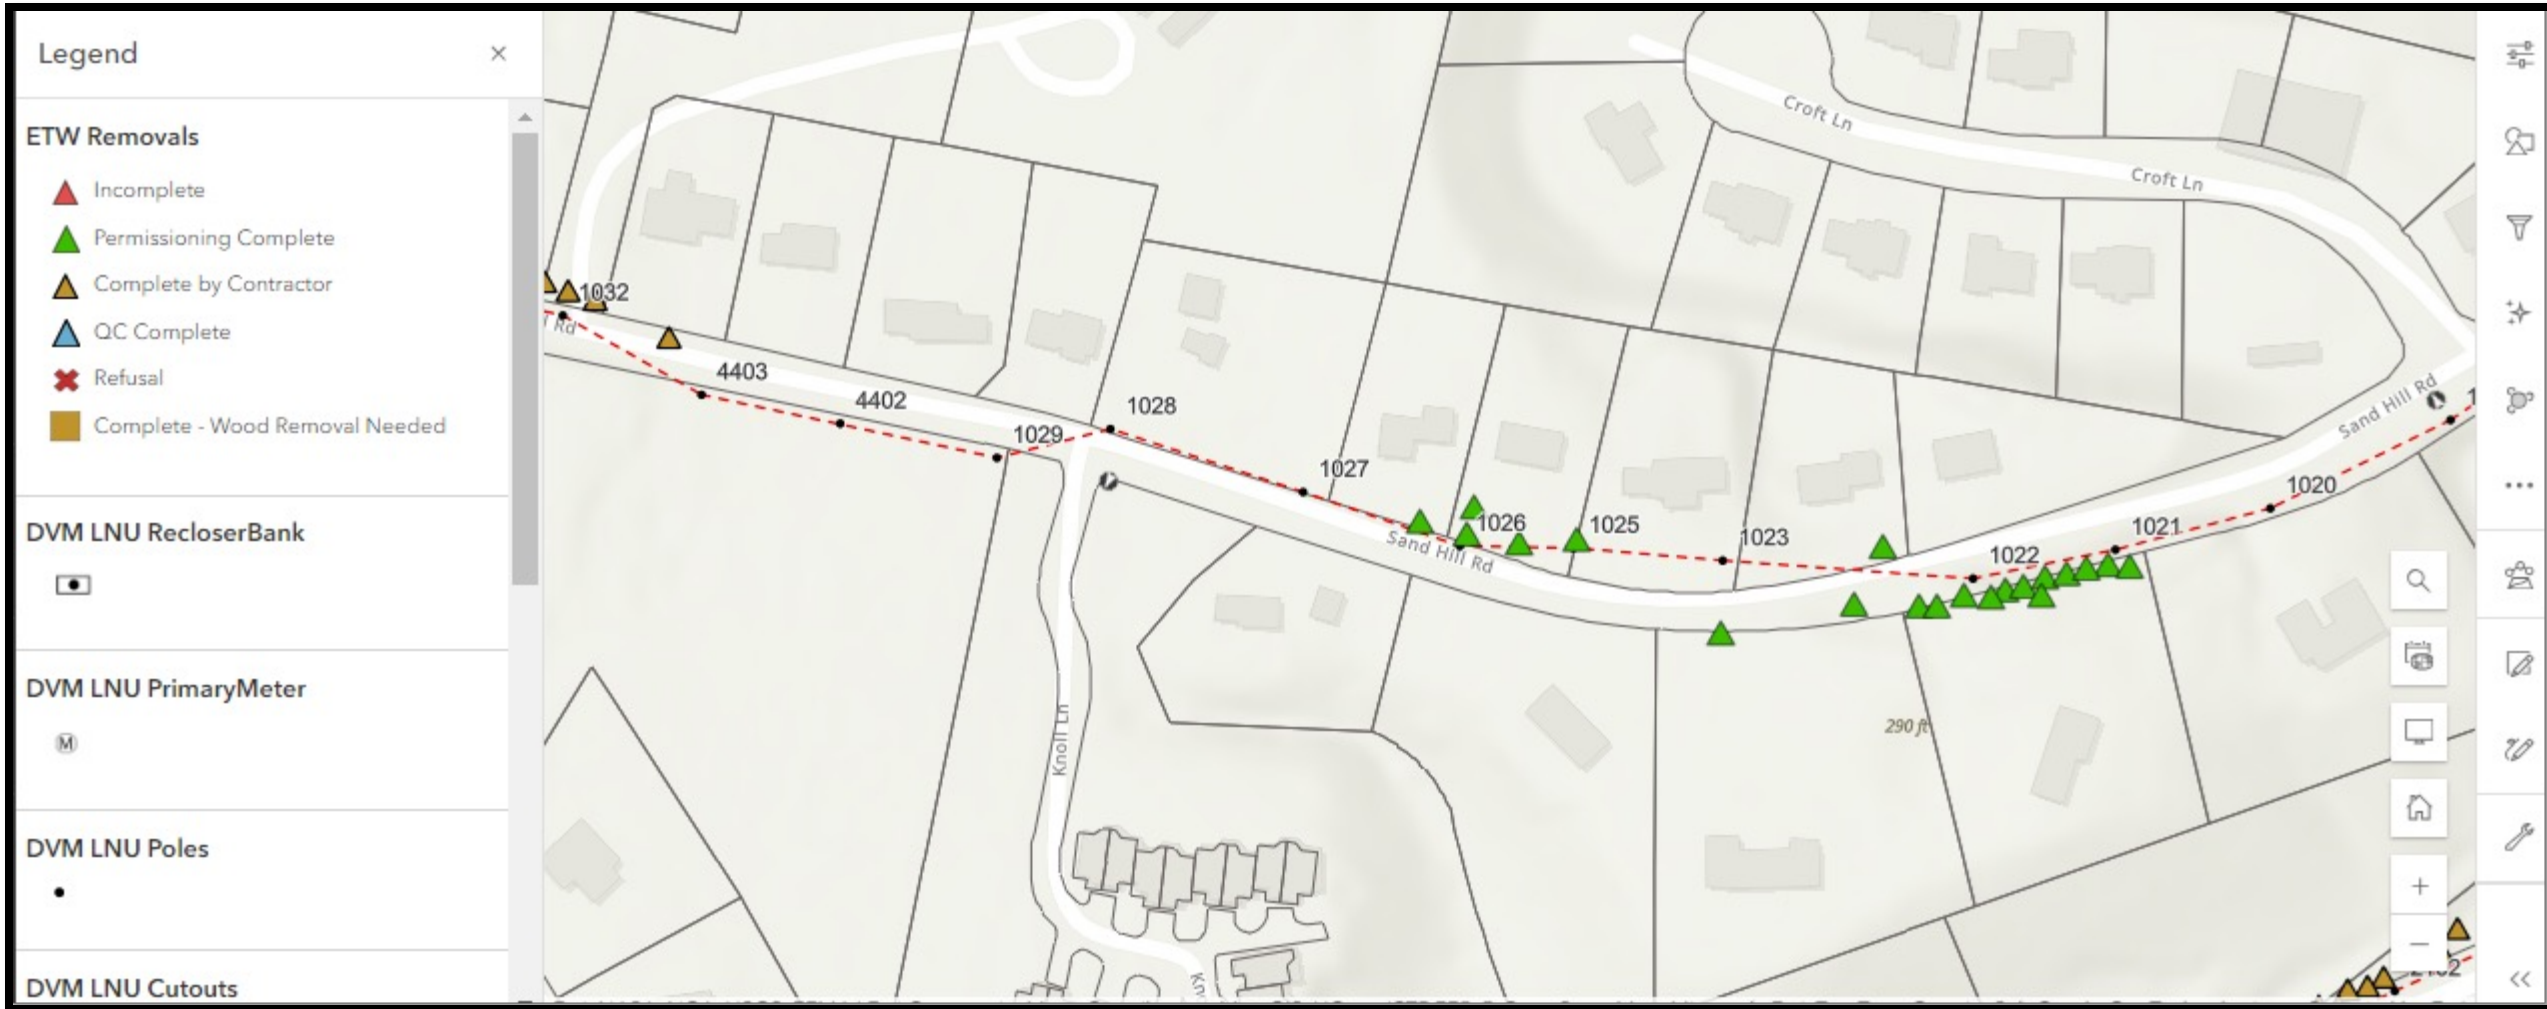 Legend
ETW Removals
Incomplete
Permissioning Complete
Complete by Contractor
QC Complete
Refusal
Complete - Wood Removal Needed
DVM LNU RecloserBank
DVM LNU PrimaryMeter
M
DVM LNU Poles
DVM LNU Cutouts
Croft Ln
Croft Ln
1032
Rd
4403
4402
1028
1029
1027
1026
1025
1023
1022
1021
1020
Sand Hill Rd
Sand Hill Rd
Knoll Ln
290 ft